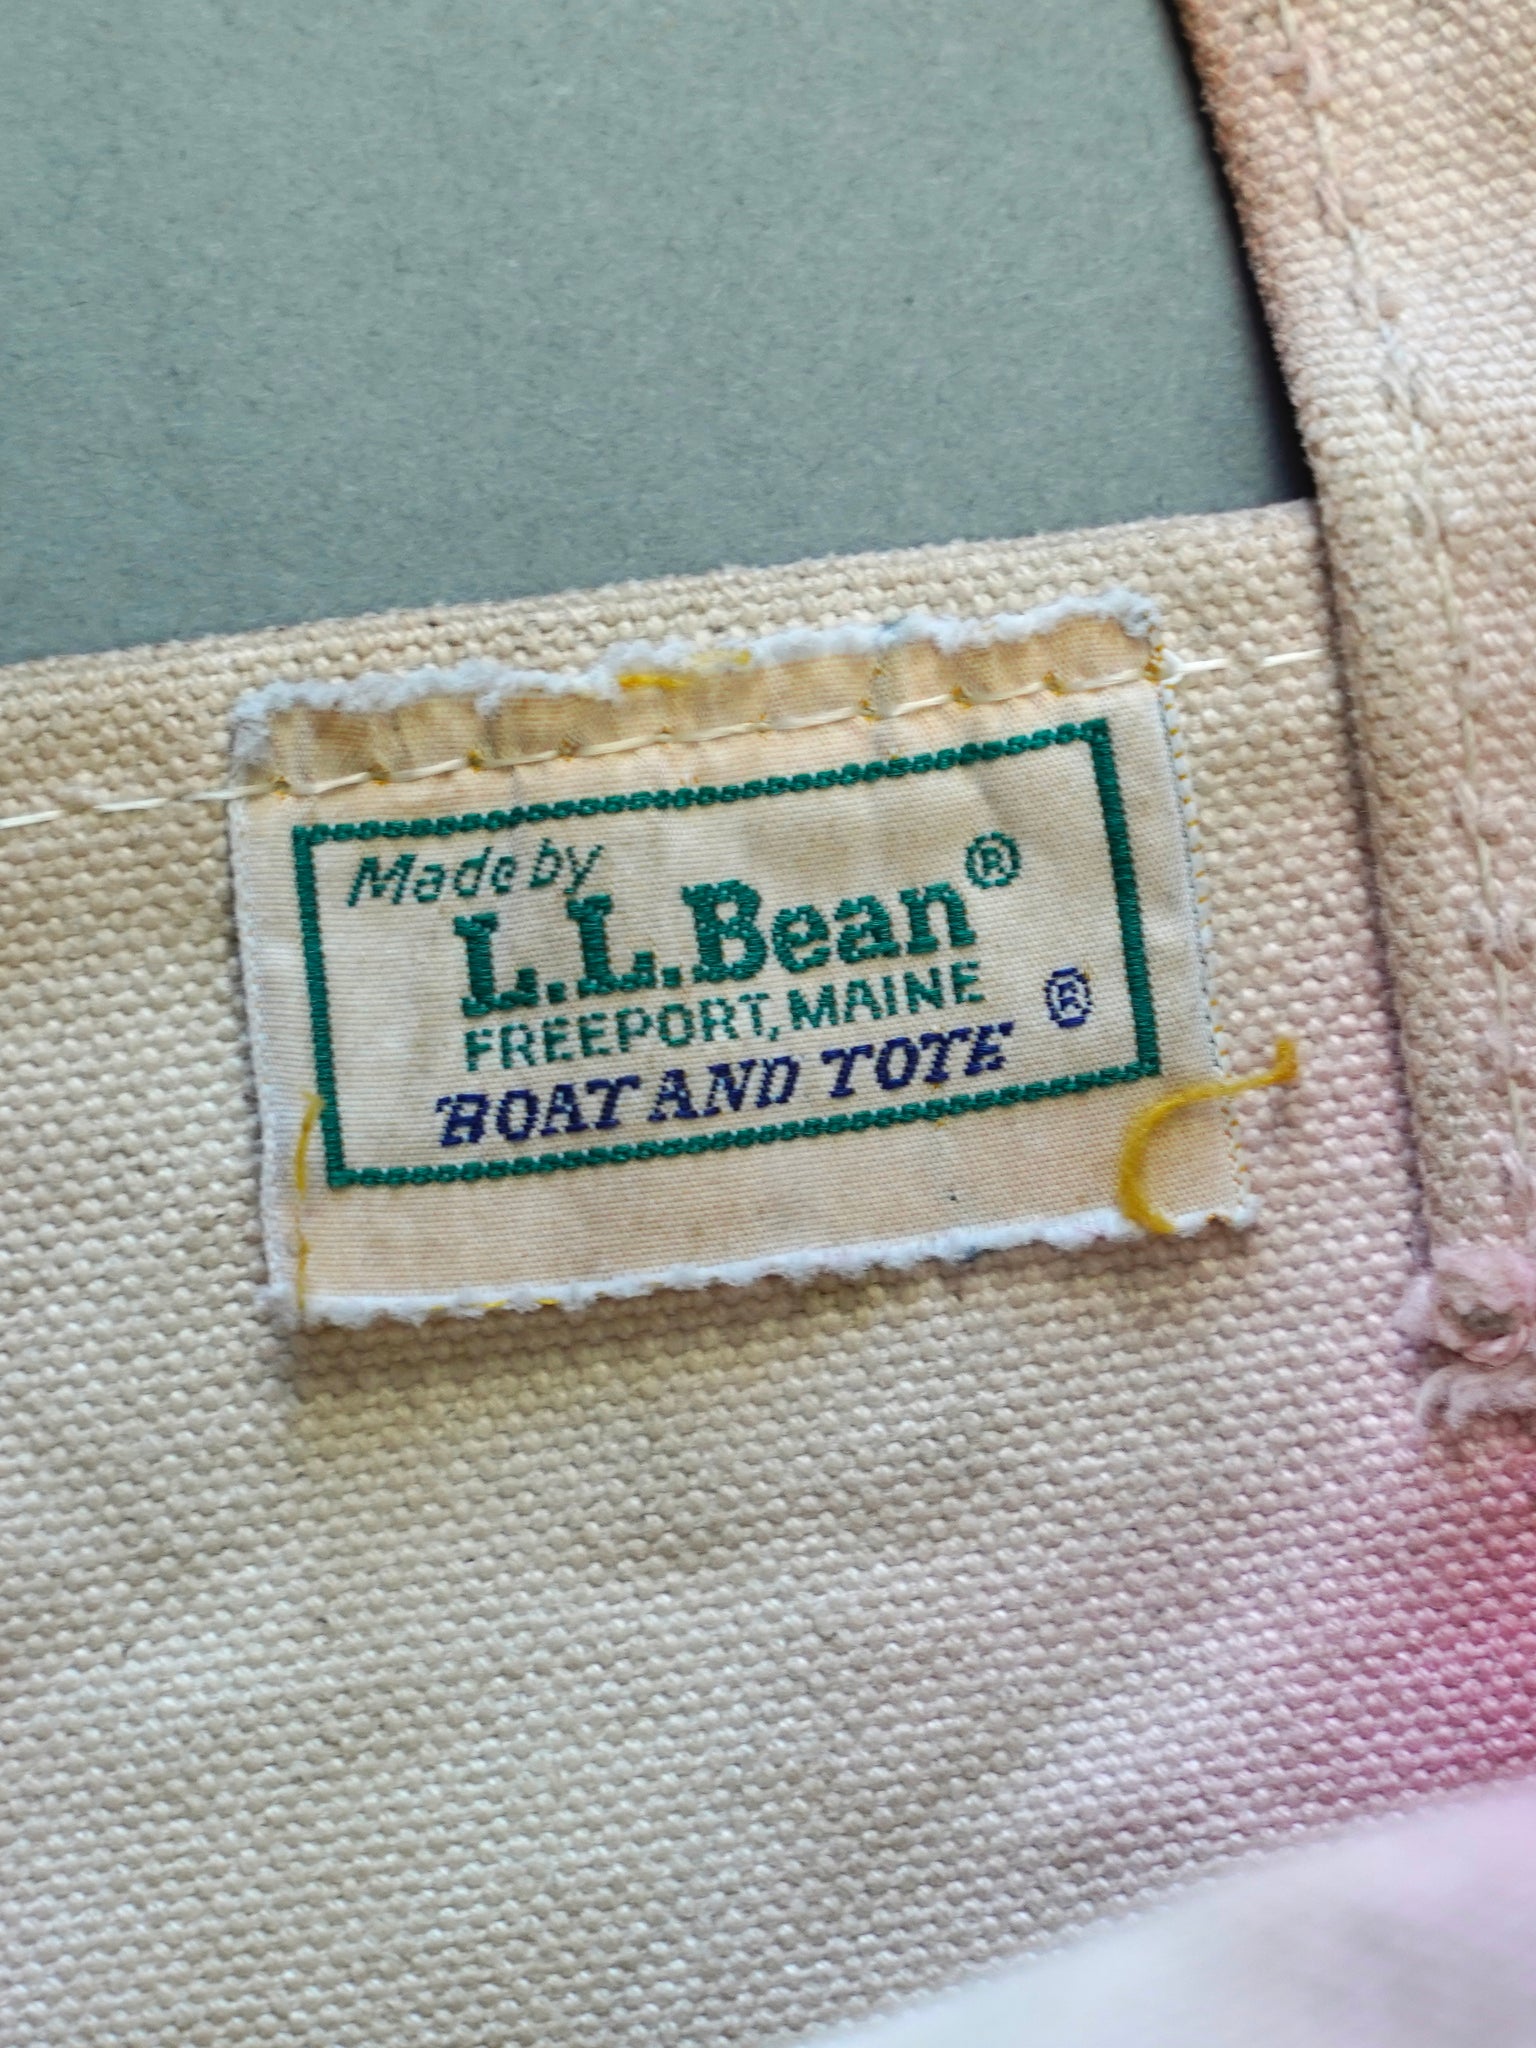 Made by
L.L.Bean®
FREEPORT, MAINE
BOAT AND TOTE ®